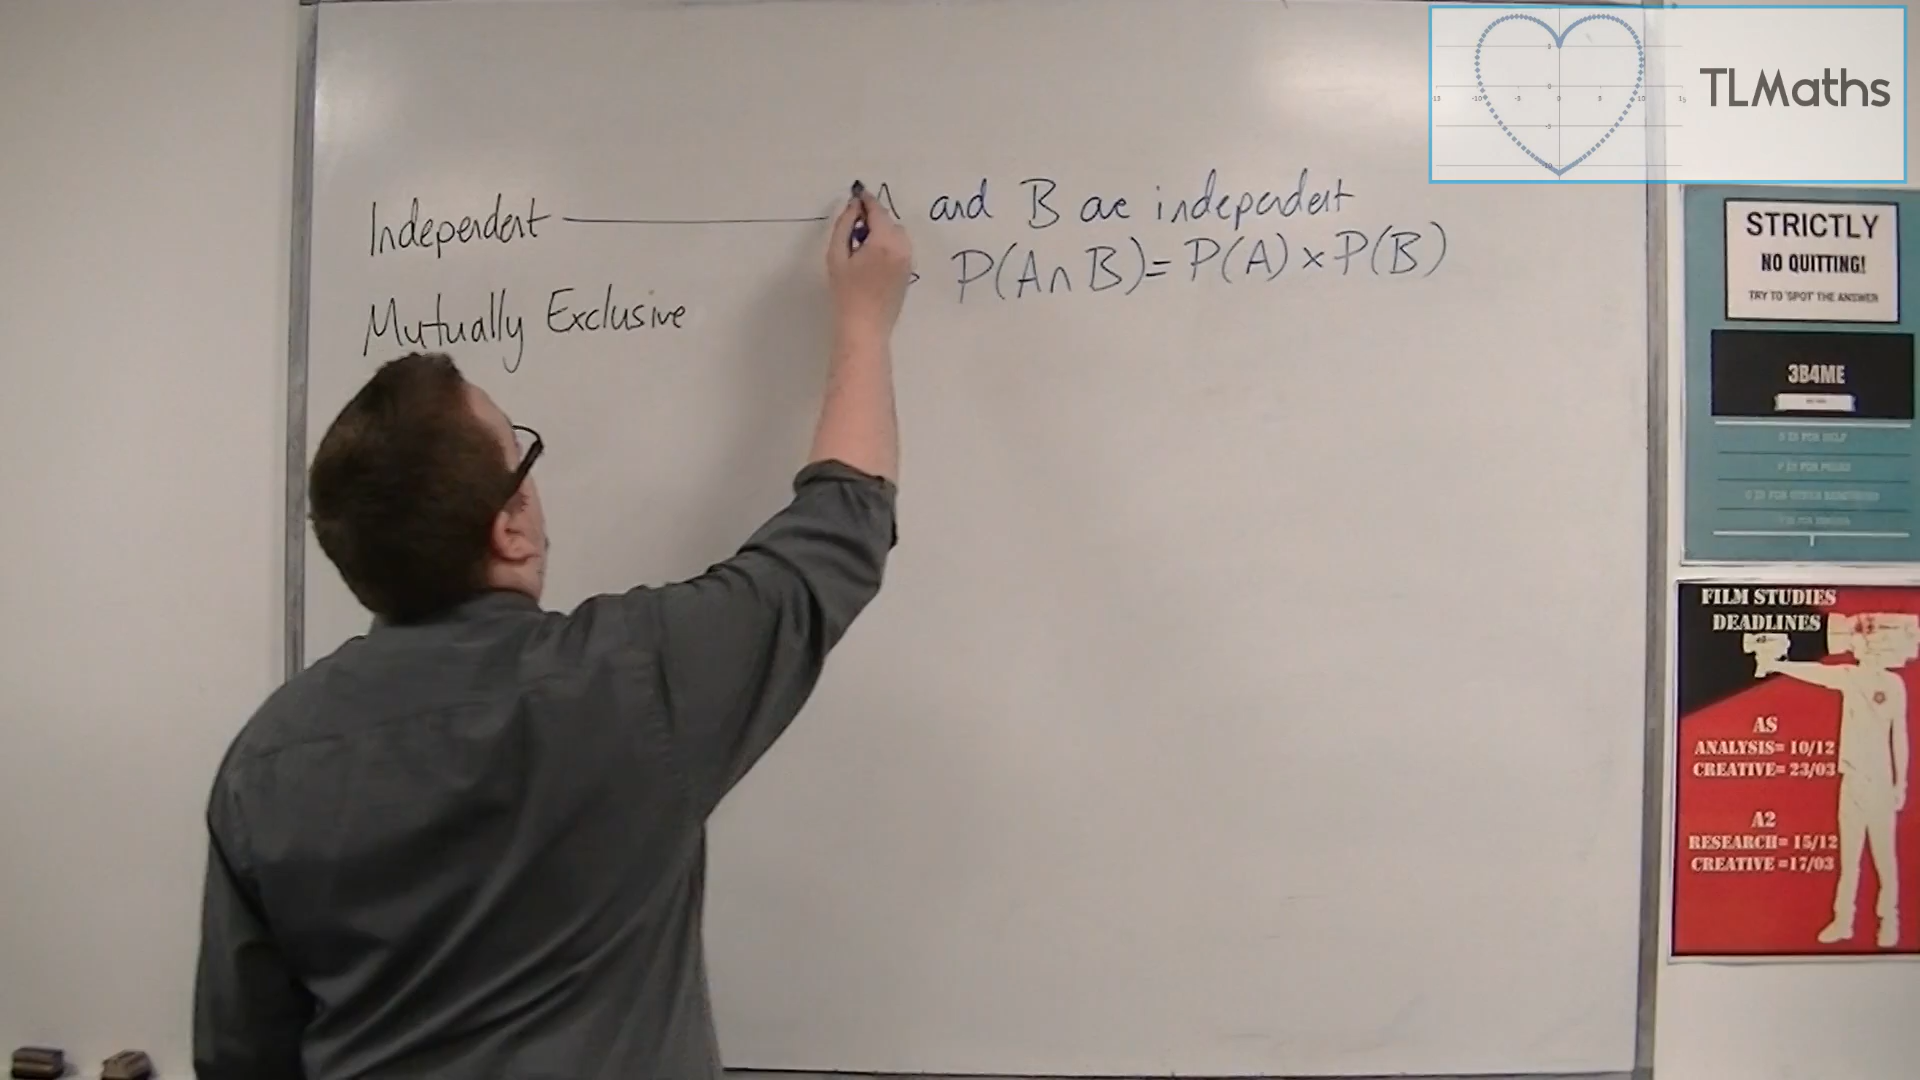 TLMaths
Independent
A and B are independent
P(A∩B)=P(A)×P(B)
Mutually Exclusive
STRICTLY
NO QUITTING!
TRY TO 'SPOT' THE ANSWER
3B4ME
FILM STUDIES
DEADLINES
AS
ANALYSIS= 10/12
CREATIVE= 23/03
A2
RESEARCH= 15/12
CREATIVE =17/03